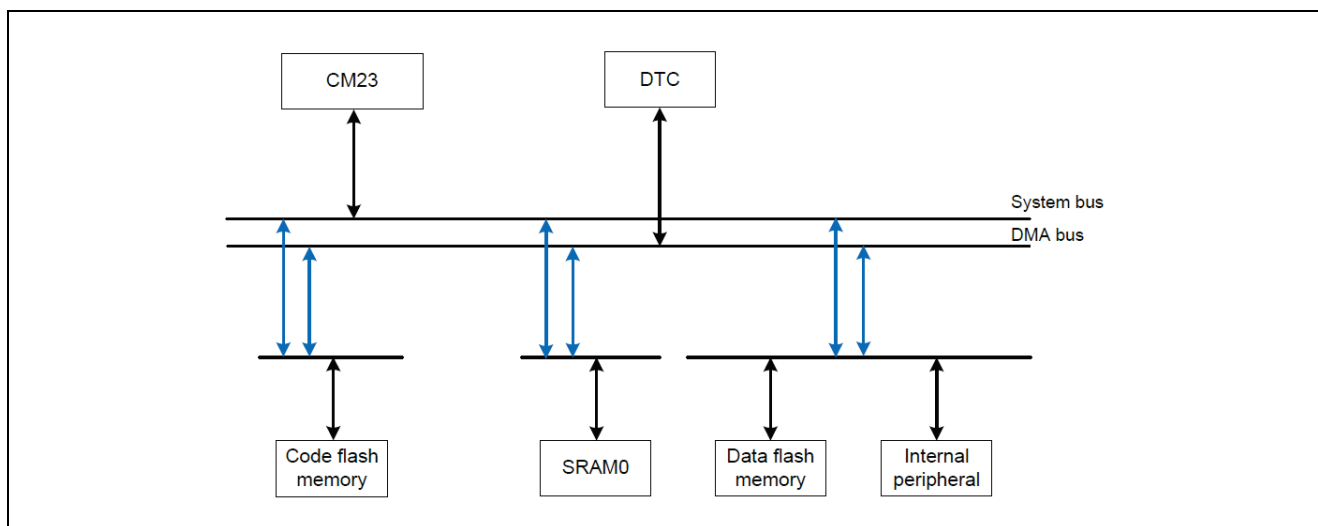 CM23
DTC
System bus
DMA bus
Code flash
memory
SRAM0
Data flash
memory
Internal
peripheral